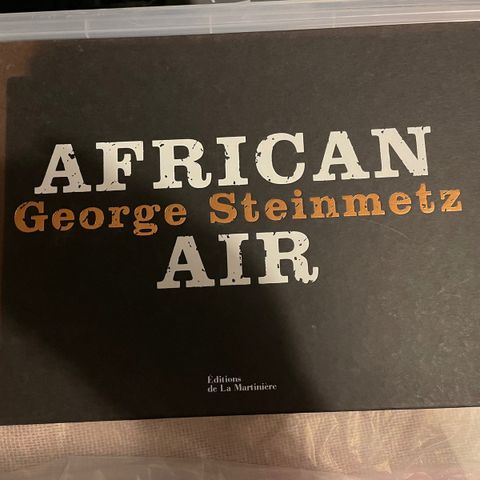 AFRICAN
George Steinmetz
AIR
Éditions
de La Martinière